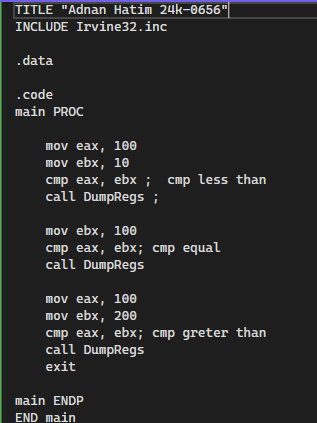 TITLE "Adnan Hatim 24k-0656"
INCLUDE Irvine32.inc
.data
.code
main PROC
mov eax, 100
mov ebx, 10
cmp eax, ebx ;  cmp less than
call DumpRegs ;
mov ebx, 100
cmp eax, ebx; cmp equal
call DumpRegs
mov eax, 100
mov ebx, 200
cmp eax, ebx; cmp greter than
call DumpRegs
exit
main ENDP
END main